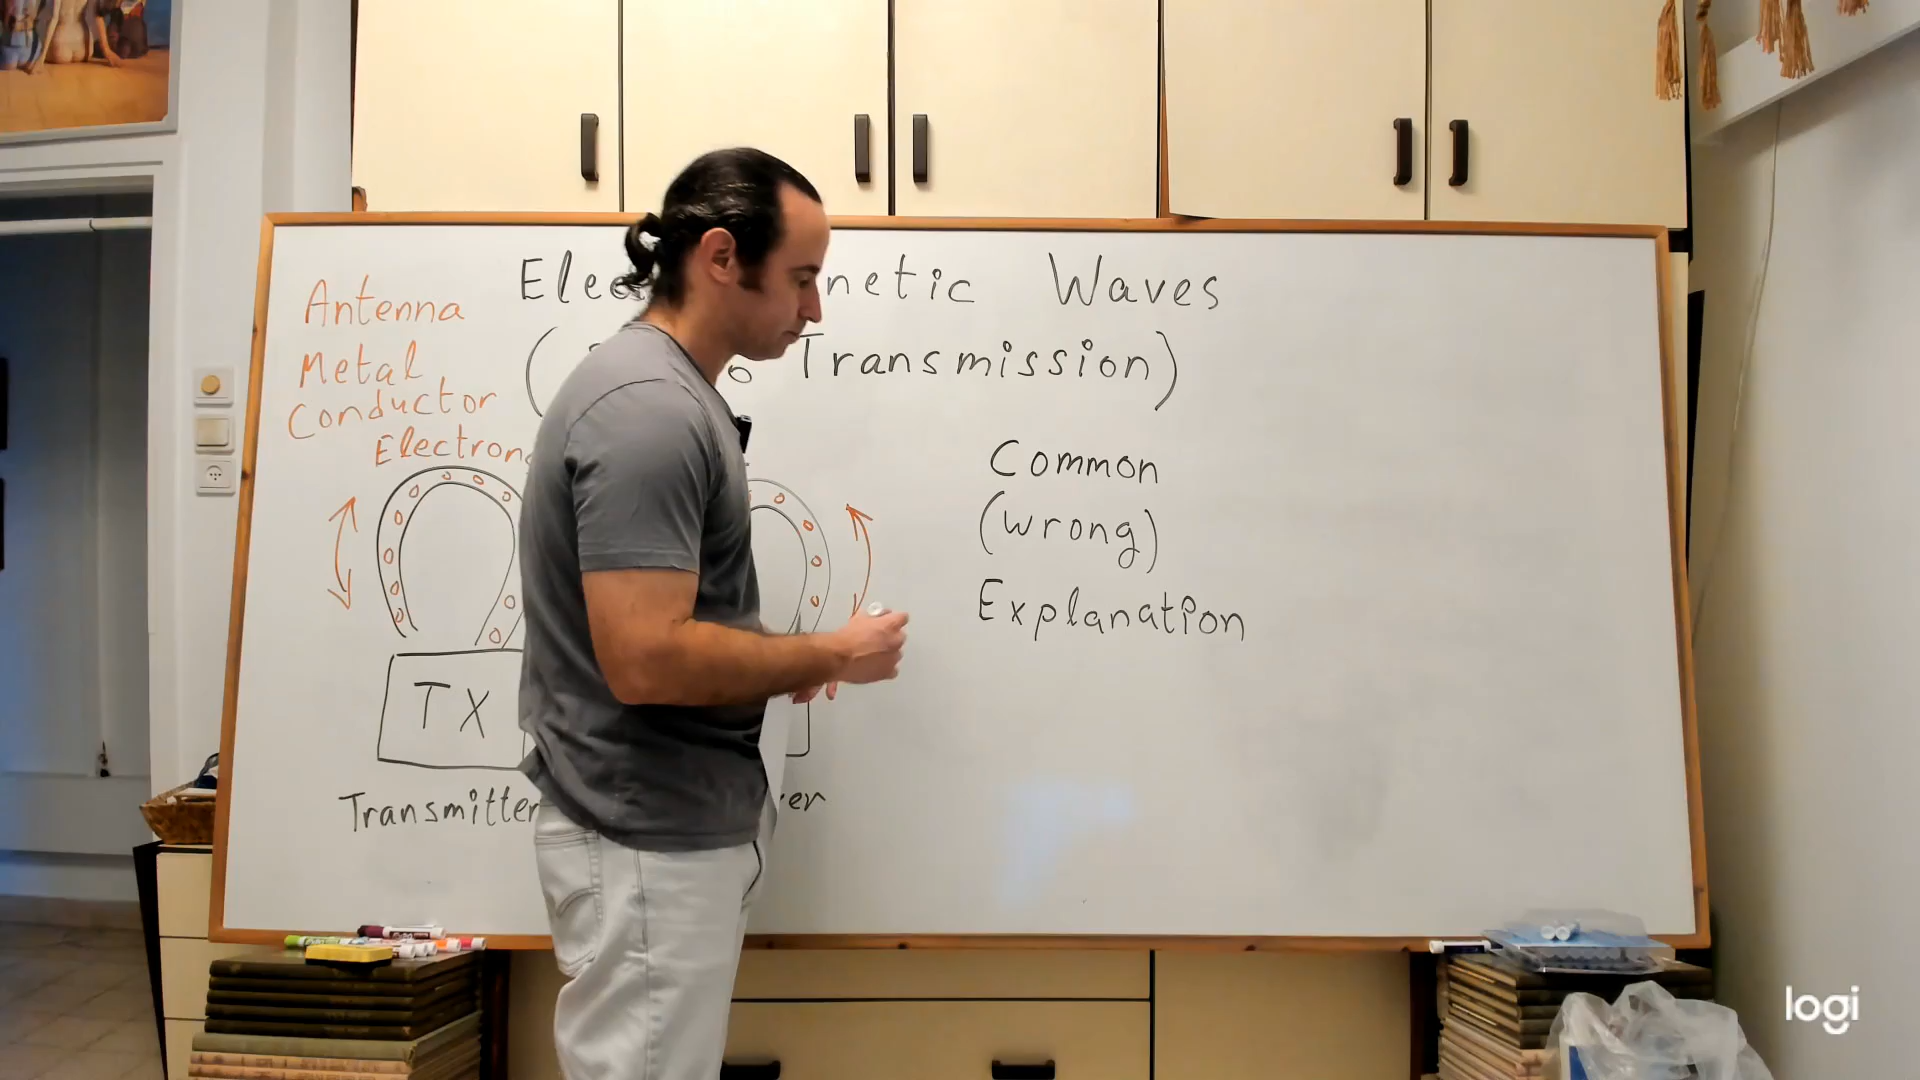 Antenna
Metal
Conductor
Waves
Transmission)
Common
(wrong)
Explanation
TX
Transmitter
logi